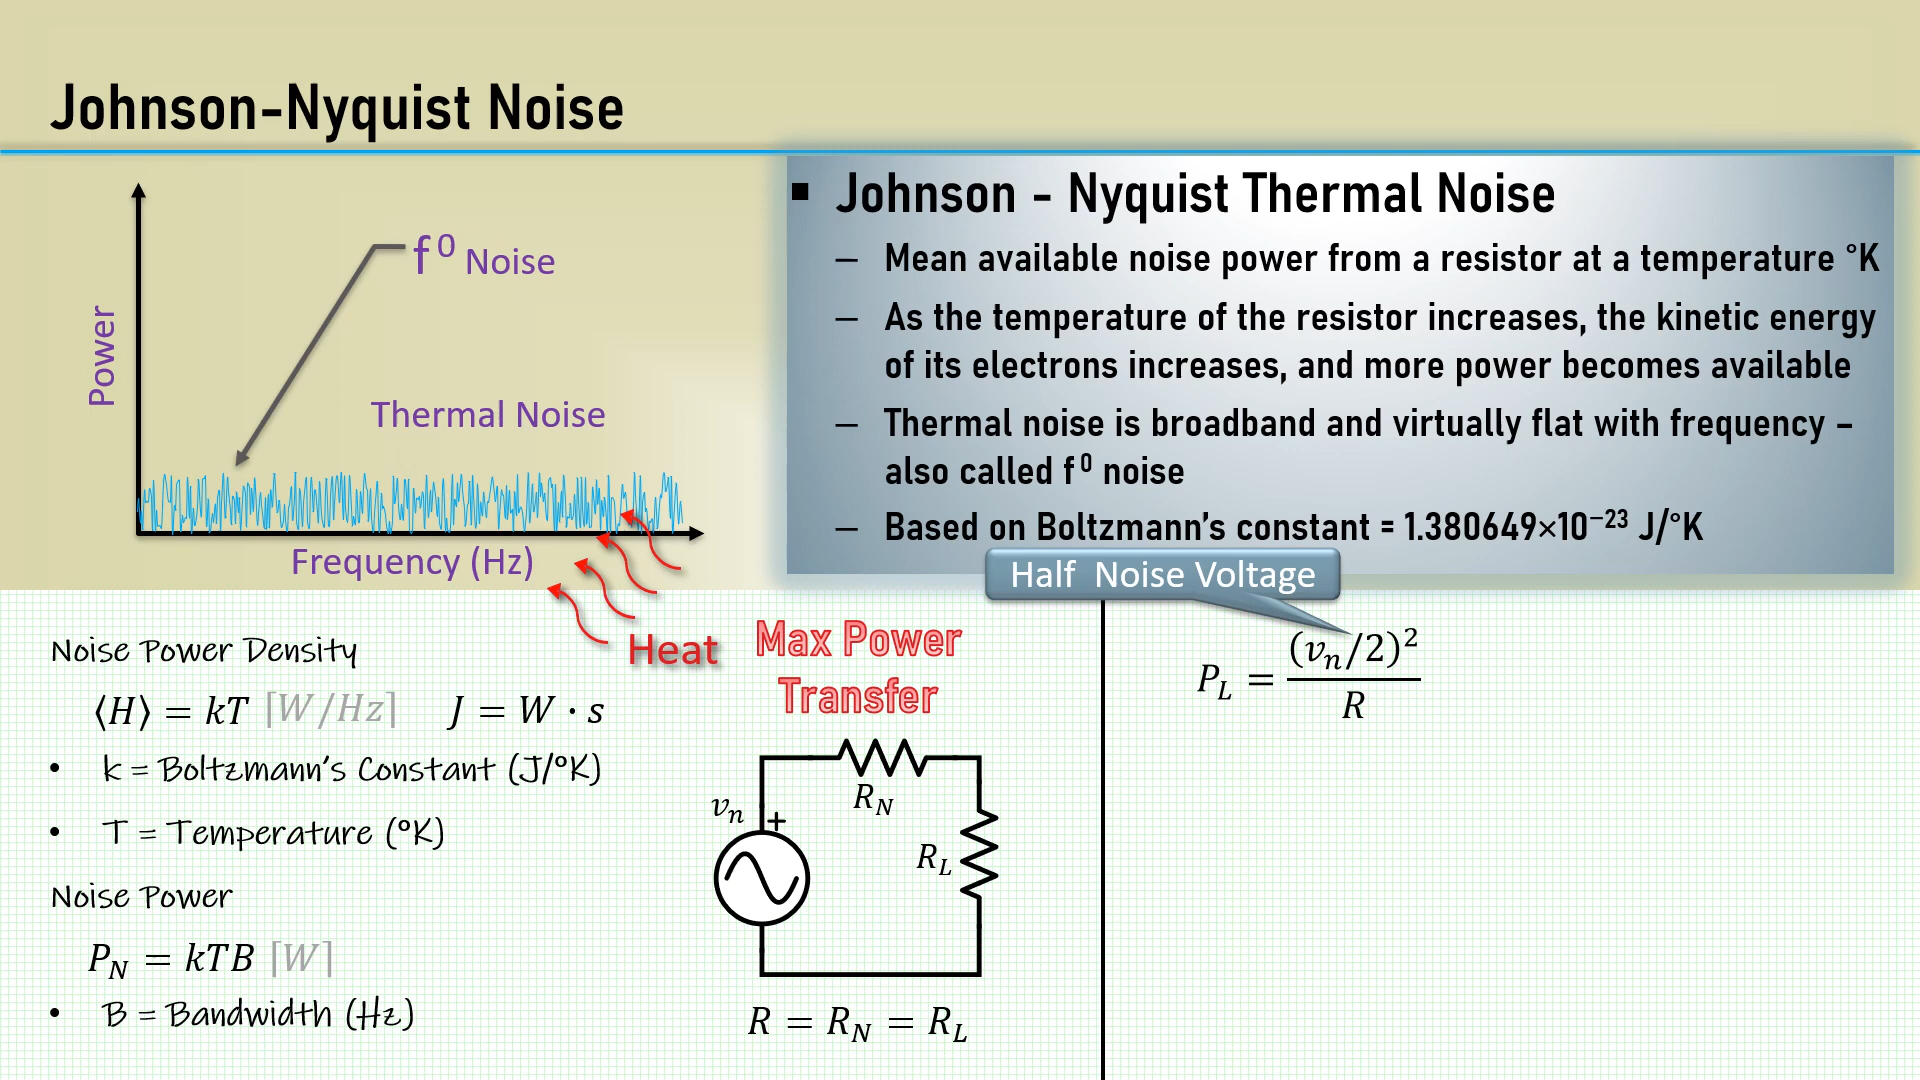 Johnson-Nyquist Noise
Power
f⁰ Noise
Thermal Noise
Frequency (Hz)
Heat
▪ Johnson - Nyquist Thermal Noise
– Mean available noise power from a resistor at a temperature °K
– As the temperature of the resistor increases, the kinetic energy
of its electrons increases, and more power becomes available
– Thermal noise is broadband and virtually flat with frequency –
also called f⁰ noise
– Based on Boltzmann's constant = 1.380649×10⁻²³ J/°K
Half Noise Voltage
Noise Power Density
⟨H⟩ = kT ⌈W/Hz⌉ J = W · s
• k = Boltzmann's Constant (J/°K)
• T = Temperature (°K)
Noise Power
P_N = kTB ⌈W⌉
• B = Bandwidth (Hz)
Max Power
Transfer
v_n
+
R_N
R_L
R = R_N = R_L
P_L = (v_n/2)² / R